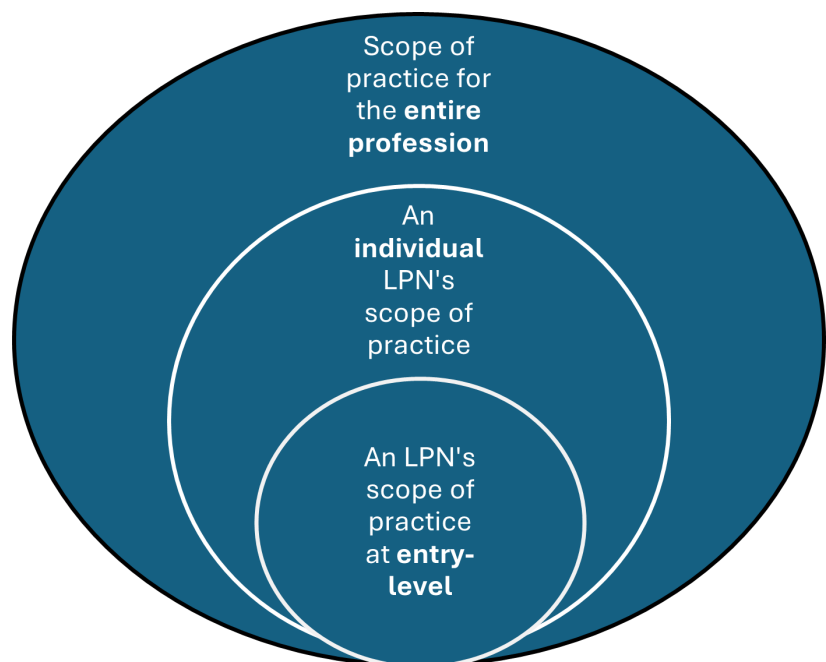 Scope of
practice for
the entire
profession
An
individual
LPN's
scope of
practice
An LPN's
scope of
practice
at entry-
level